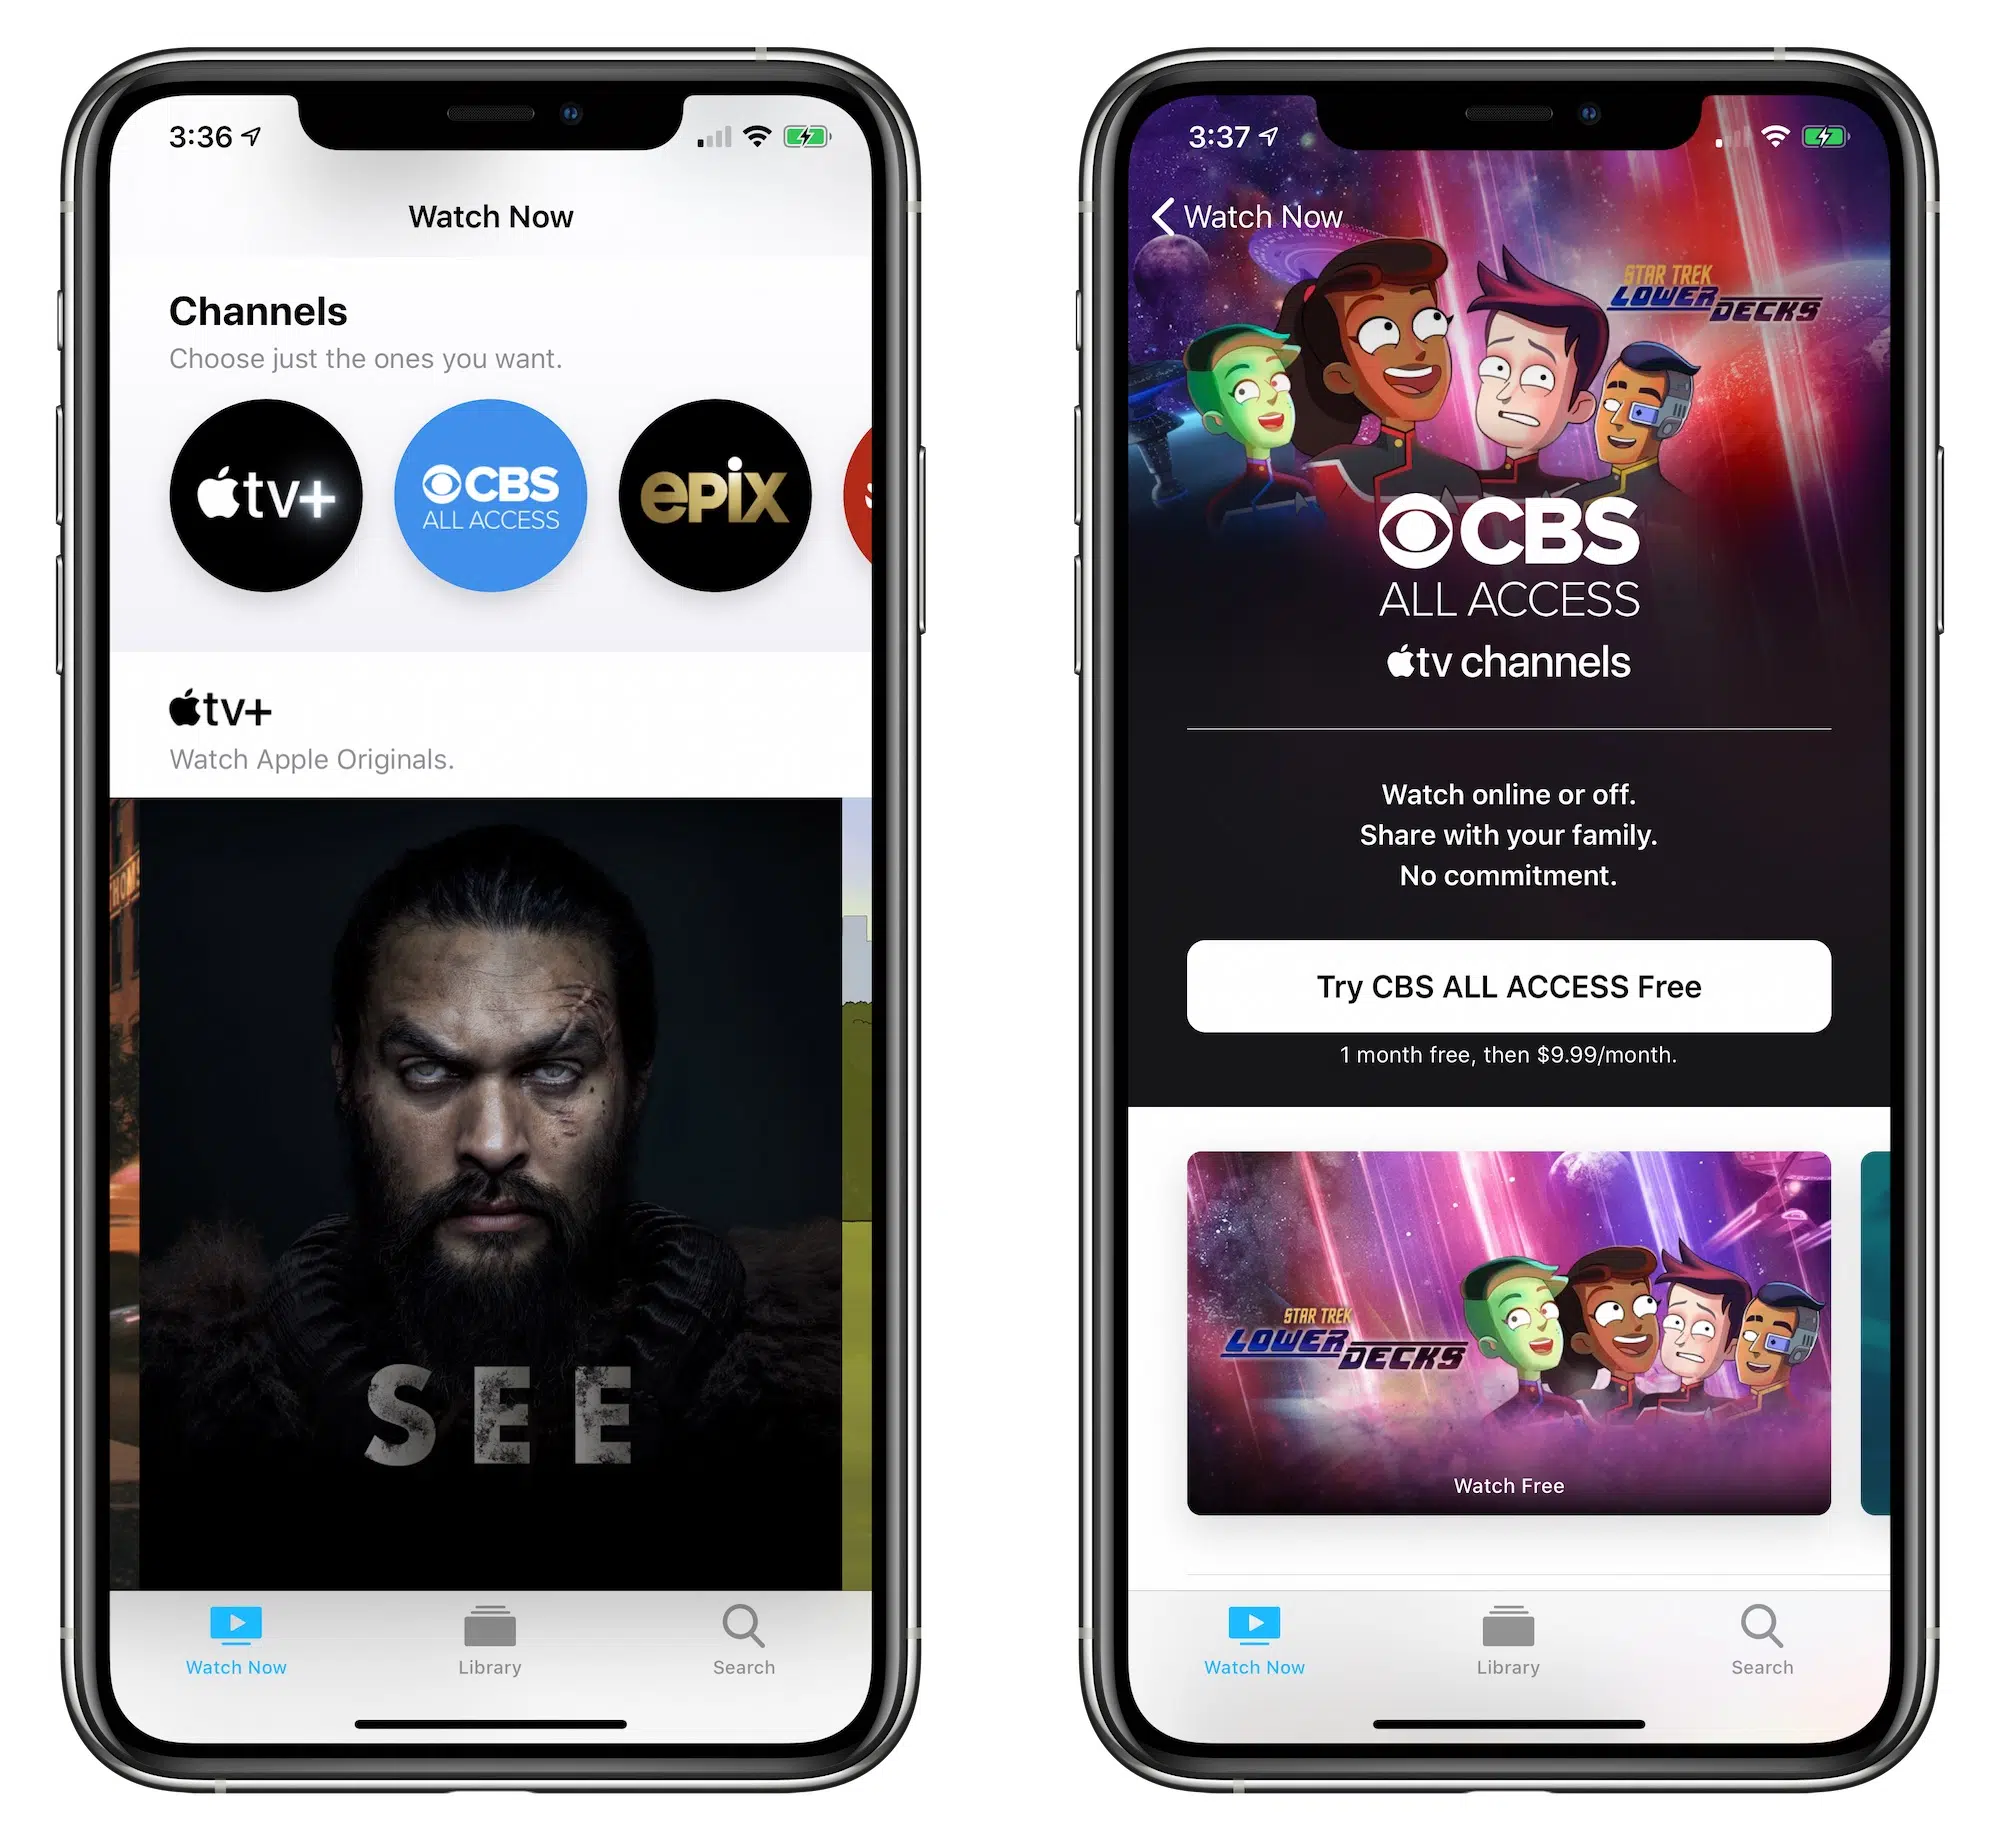 3:36
Watch Now
Channels
Choose just the ones you want.
tv+
CBS
ALL ACCESS
epix
tv+
Watch Apple Originals.
SEE
Watch Now
Library
Search
3:37
Watch Now
STAR TREK
LOWER DECKS
CBS
ALL ACCESS
tv channels
Watch online or off.
Share with your family.
No commitment.
Try CBS ALL ACCESS Free
1 month free, then $9.99/month.
STAR TREK
LOWER DECKS
Watch Free
Watch Now
Library
Search